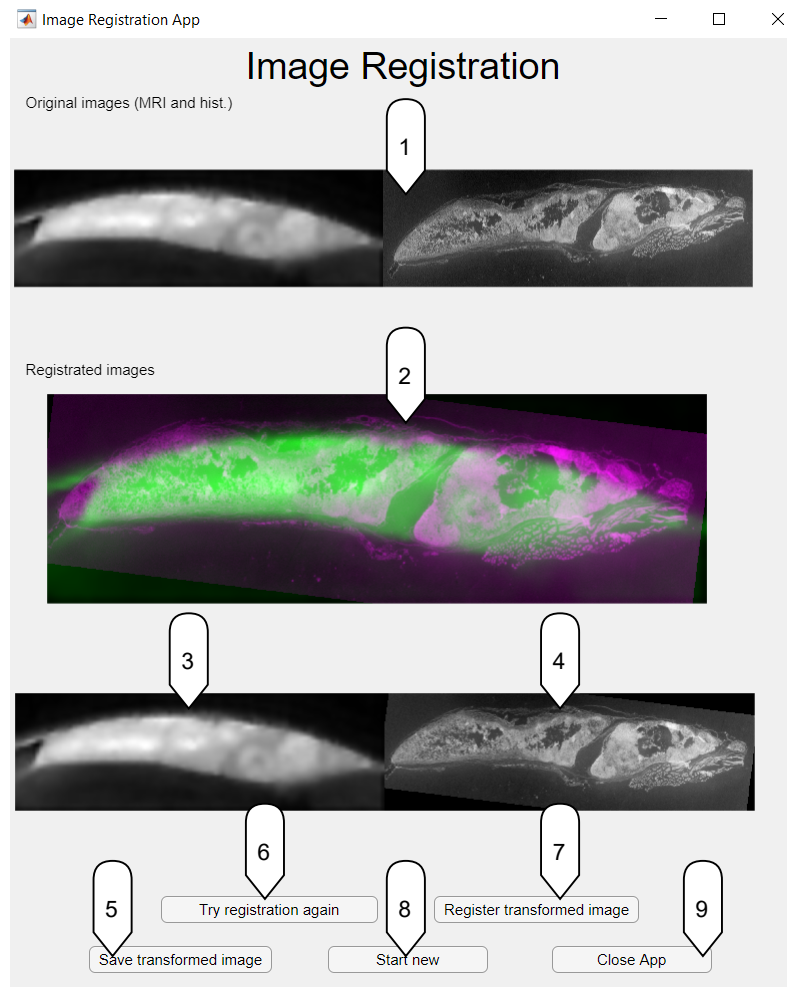 Image Registration App
Image Registration
Original images (MRI and hist.)
1
Registrated images
2
3
4
6
7
5
8
9
Try registration again
Register transformed image
Save transformed image
Start new
Close App